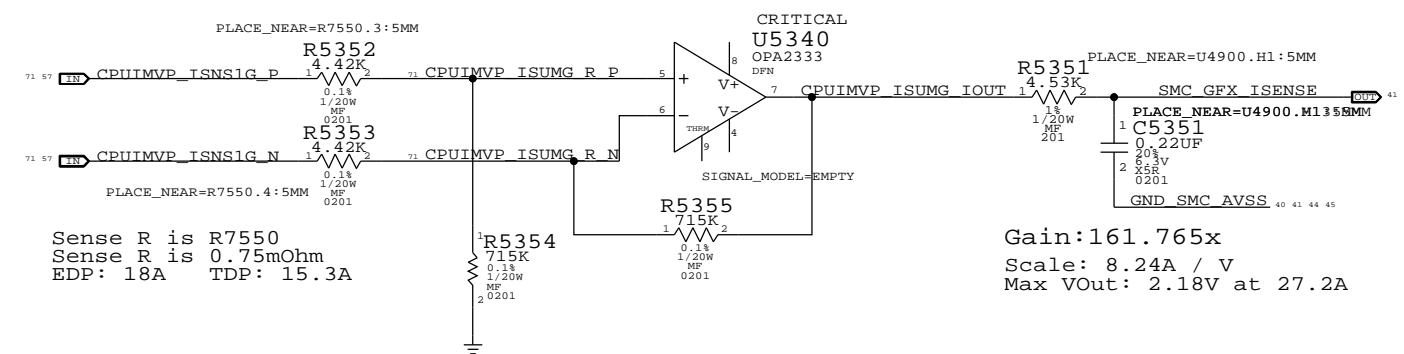 CRITICAL
PLACE_NEAR=R7550.3:5MM
U5340
R5352
OPA2333
4.42K
8
DFN
PLACE_NEAR=U4900.H1:5MM
R5351
71 57 IN CPUIMVP_ISNS1G_P 1 2 71 CPUIMVP_ISUMG_R_P 5 + V+
4.53K
0.1%
1/20W
MF
0201
7 CPUIMVP_ISUMG_IOUT 1 2 SMC_GFX_ISENSE OUT 41
1%
1/20W
MF
201
6 − V−
THRM
4
9
R5353
4.42K
71 57 IN CPUIMVP_ISNS1G_N 1 2 71 CPUIMVP_ISUMG_R_N
0.1%
1/20W
MF
0201
PLACE_NEAR=R7550.4:5MM
SIGNAL_MODEL=EMPTY
1 C5351
0.22UF
20%
6.3V
2 X5R
0201
GND_SMC_AVSS 40 41 44 45
R5355
715K
1 2
0.1%
1/20W
MF
0201
1 R5354
715K
0.1%
1/20W
MF
2 0201
Sense R is R7550
Sense R is 0.75mOhm
EDP: 18A TDP: 15.3A
Gain:161.765x
Scale: 8.24A / V
Max VOut: 2.18V at 27.2A